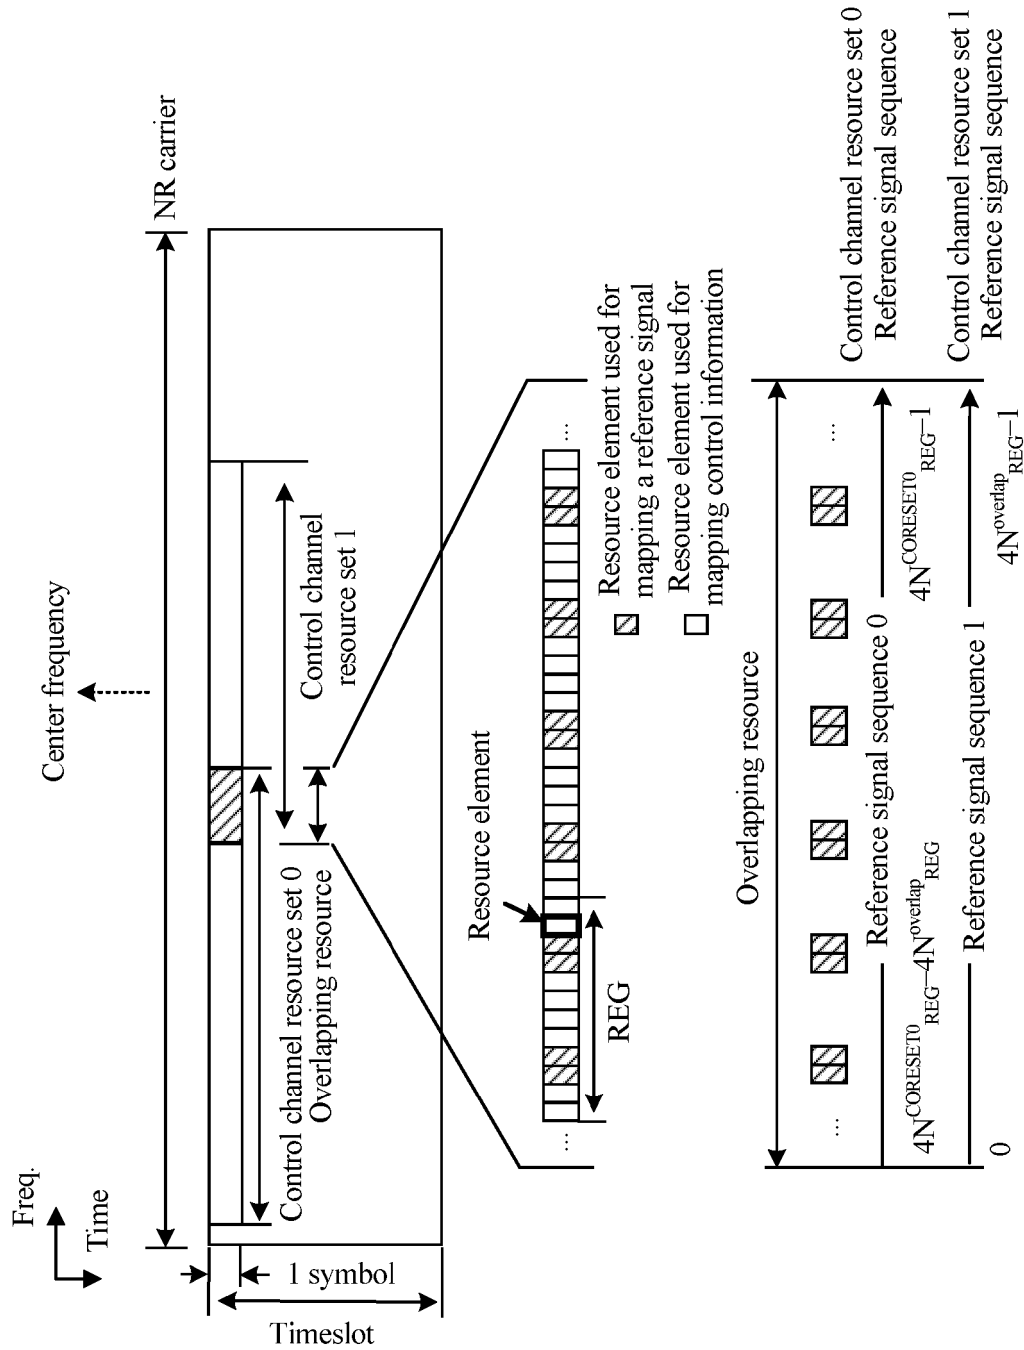 Freq.
Time
Center frequency
NR carrier
1 symbol
Timeslot
Control channel resource set 0
Overlapping resource
Control channel
resource set 1
Resource element
REG
...
...
Resource element used for
mapping a reference signal
Resource element used for
mapping control information
Overlapping resource
...
...
Reference signal sequence 0
4N^CORESET0_REG−4N^overlap_REG
4N^CORESET0_REG−1
Control channel resource set 0
Reference signal sequence
Reference signal sequence 1
0
4N^overlap_REG−1
Control channel resource set 1
Reference signal sequence